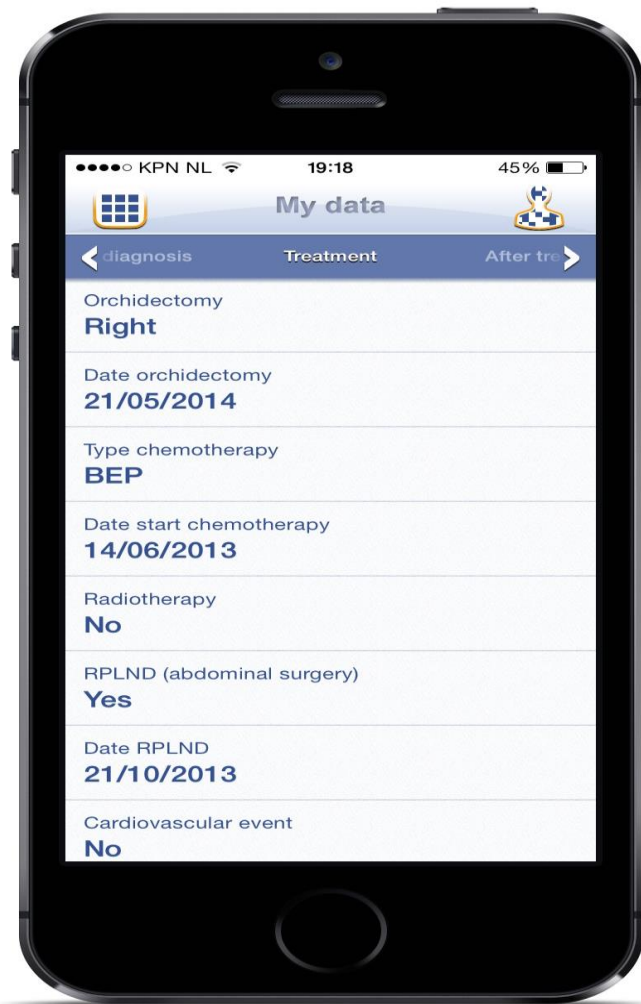 KPN NL 19:18 45%
My data
diagnosis Treatment After tre
Orchidectomy
Right
Date orchidectomy
21/05/2014
Type chemotherapy
BEP
Date start chemotherapy
14/06/2013
Radiotherapy
No
RPLND (abdominal surgery)
Yes
Date RPLND
21/10/2013
Cardiovascular event
No